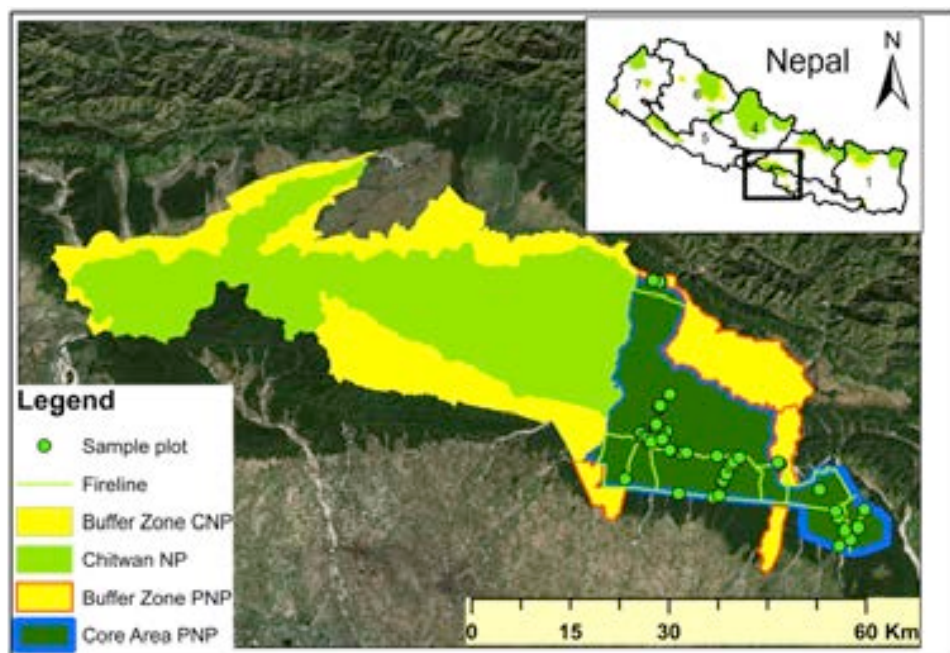 Nepal
N
7
6
4
5
1
Legend
Sample plot
Fireline
Buffer Zone CNP
Chitwan NP
Buffer Zone PNP
Core Area PNP
0 15 30 60 Km